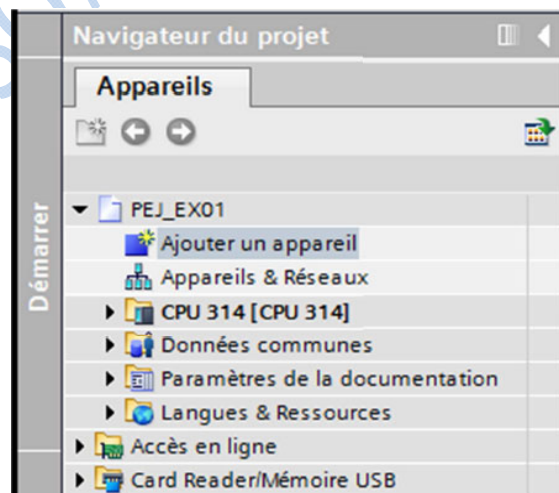 Navigateur du projet
Appareils
Démarrer
PEJ_EX01
Ajouter un appareil
Appareils & Réseaux
CPU 314 [CPU 314]
Données communes
Paramètres de la documentation
Langues & Ressources
Accès en ligne
Card Reader/Mémoire USB